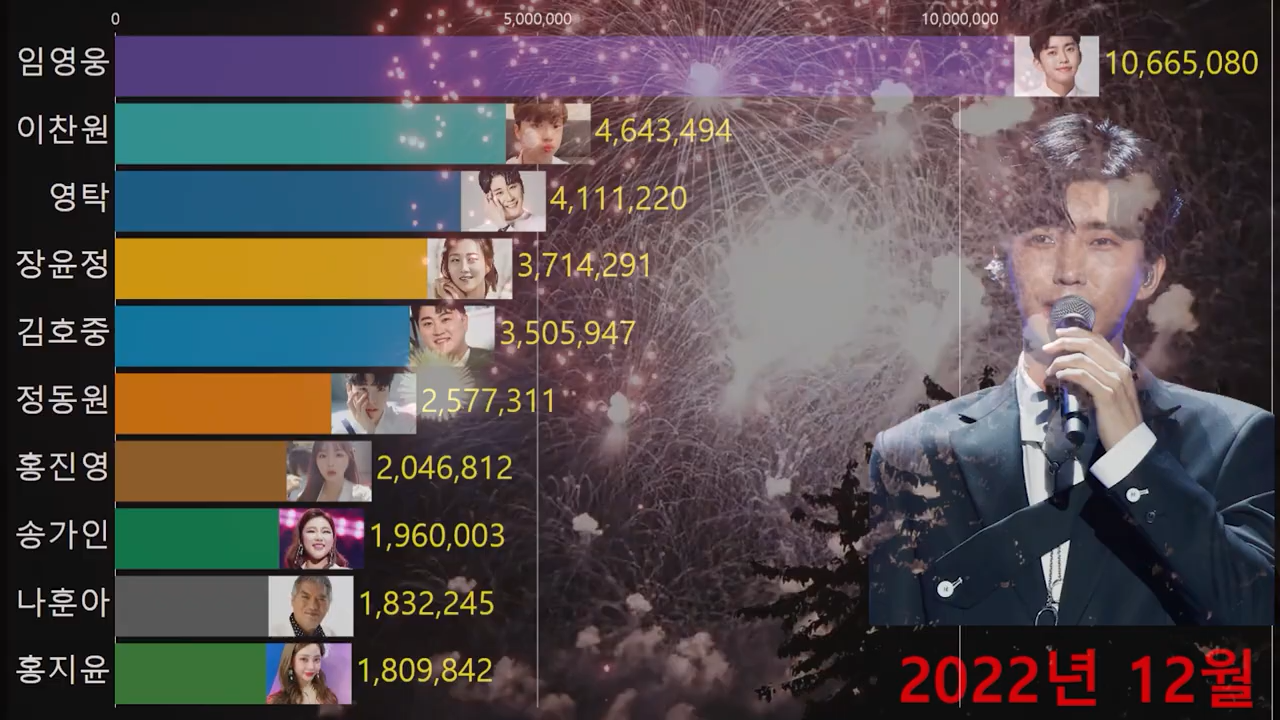 0 5,000,000 10,000,000
임영웅 10,665,080
이찬원 4,643,494
영탁 4,111,220
장윤정 3,714,291
김호중 3,505,947
정동원 2,577,311
홍진영 2,046,812
송가인 1,960,003
나훈아 1,832,245
홍지윤 1,809,842
2022년 12월